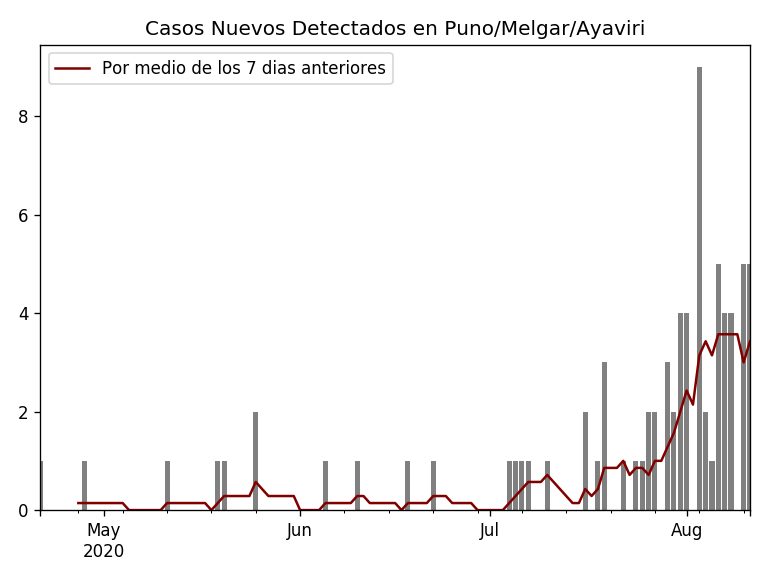 Casos Nuevos Detectados en Puno/Melgar/Ayaviri
Por medio de los 7 dias anteriores
8
6
4
2
0
May
2020
Jun
Jul
Aug